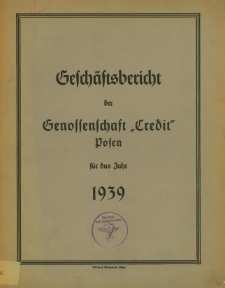 Geschäftsbericht
der
Genossenschaft „Credit"
Posen
für das Jahr
1939